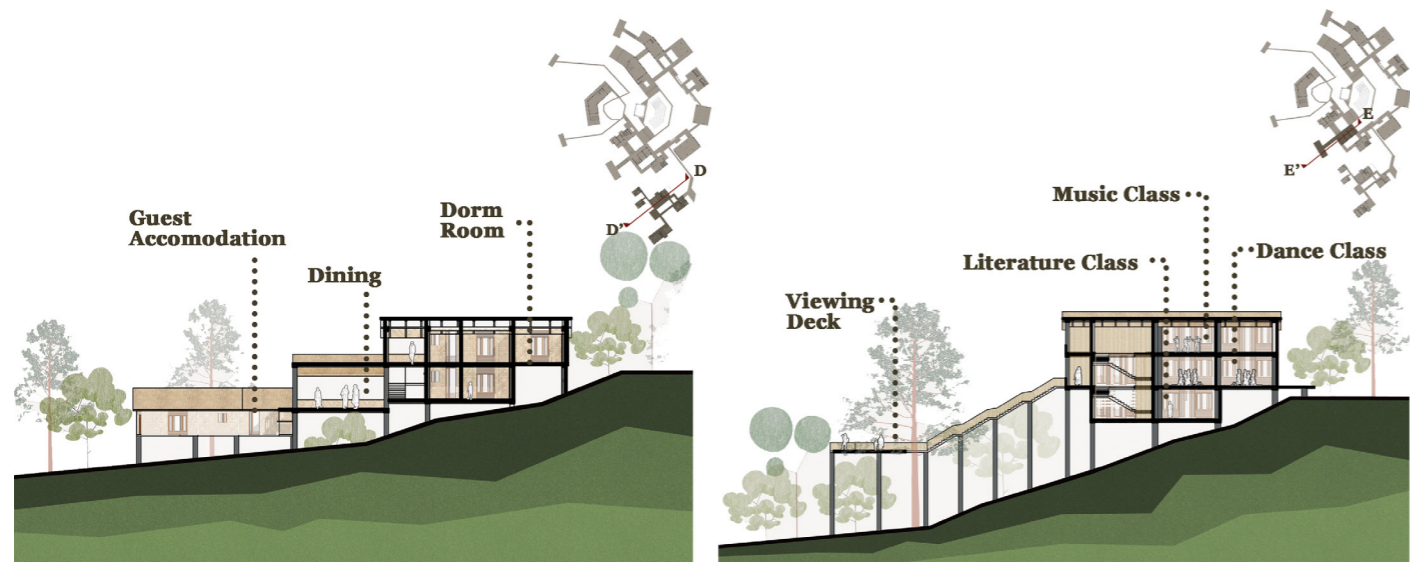 D
D'
Guest
Accomodation
Dining
Dorm
Room
E
E'
Music Class
Literature Class
Dance Class
Viewing
Deck